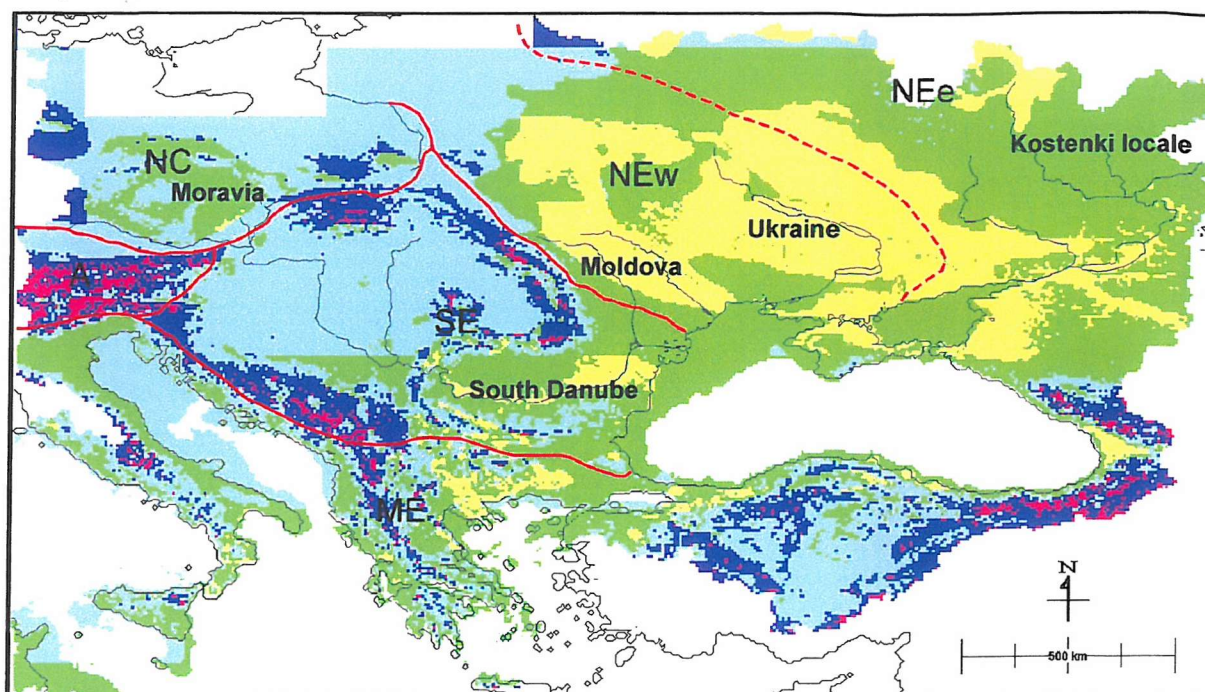 NEe
Kostenki locale
NC
Moravia
NEw
Ukraine
A
Moldova
SE
South Danube
ME
N
500 km